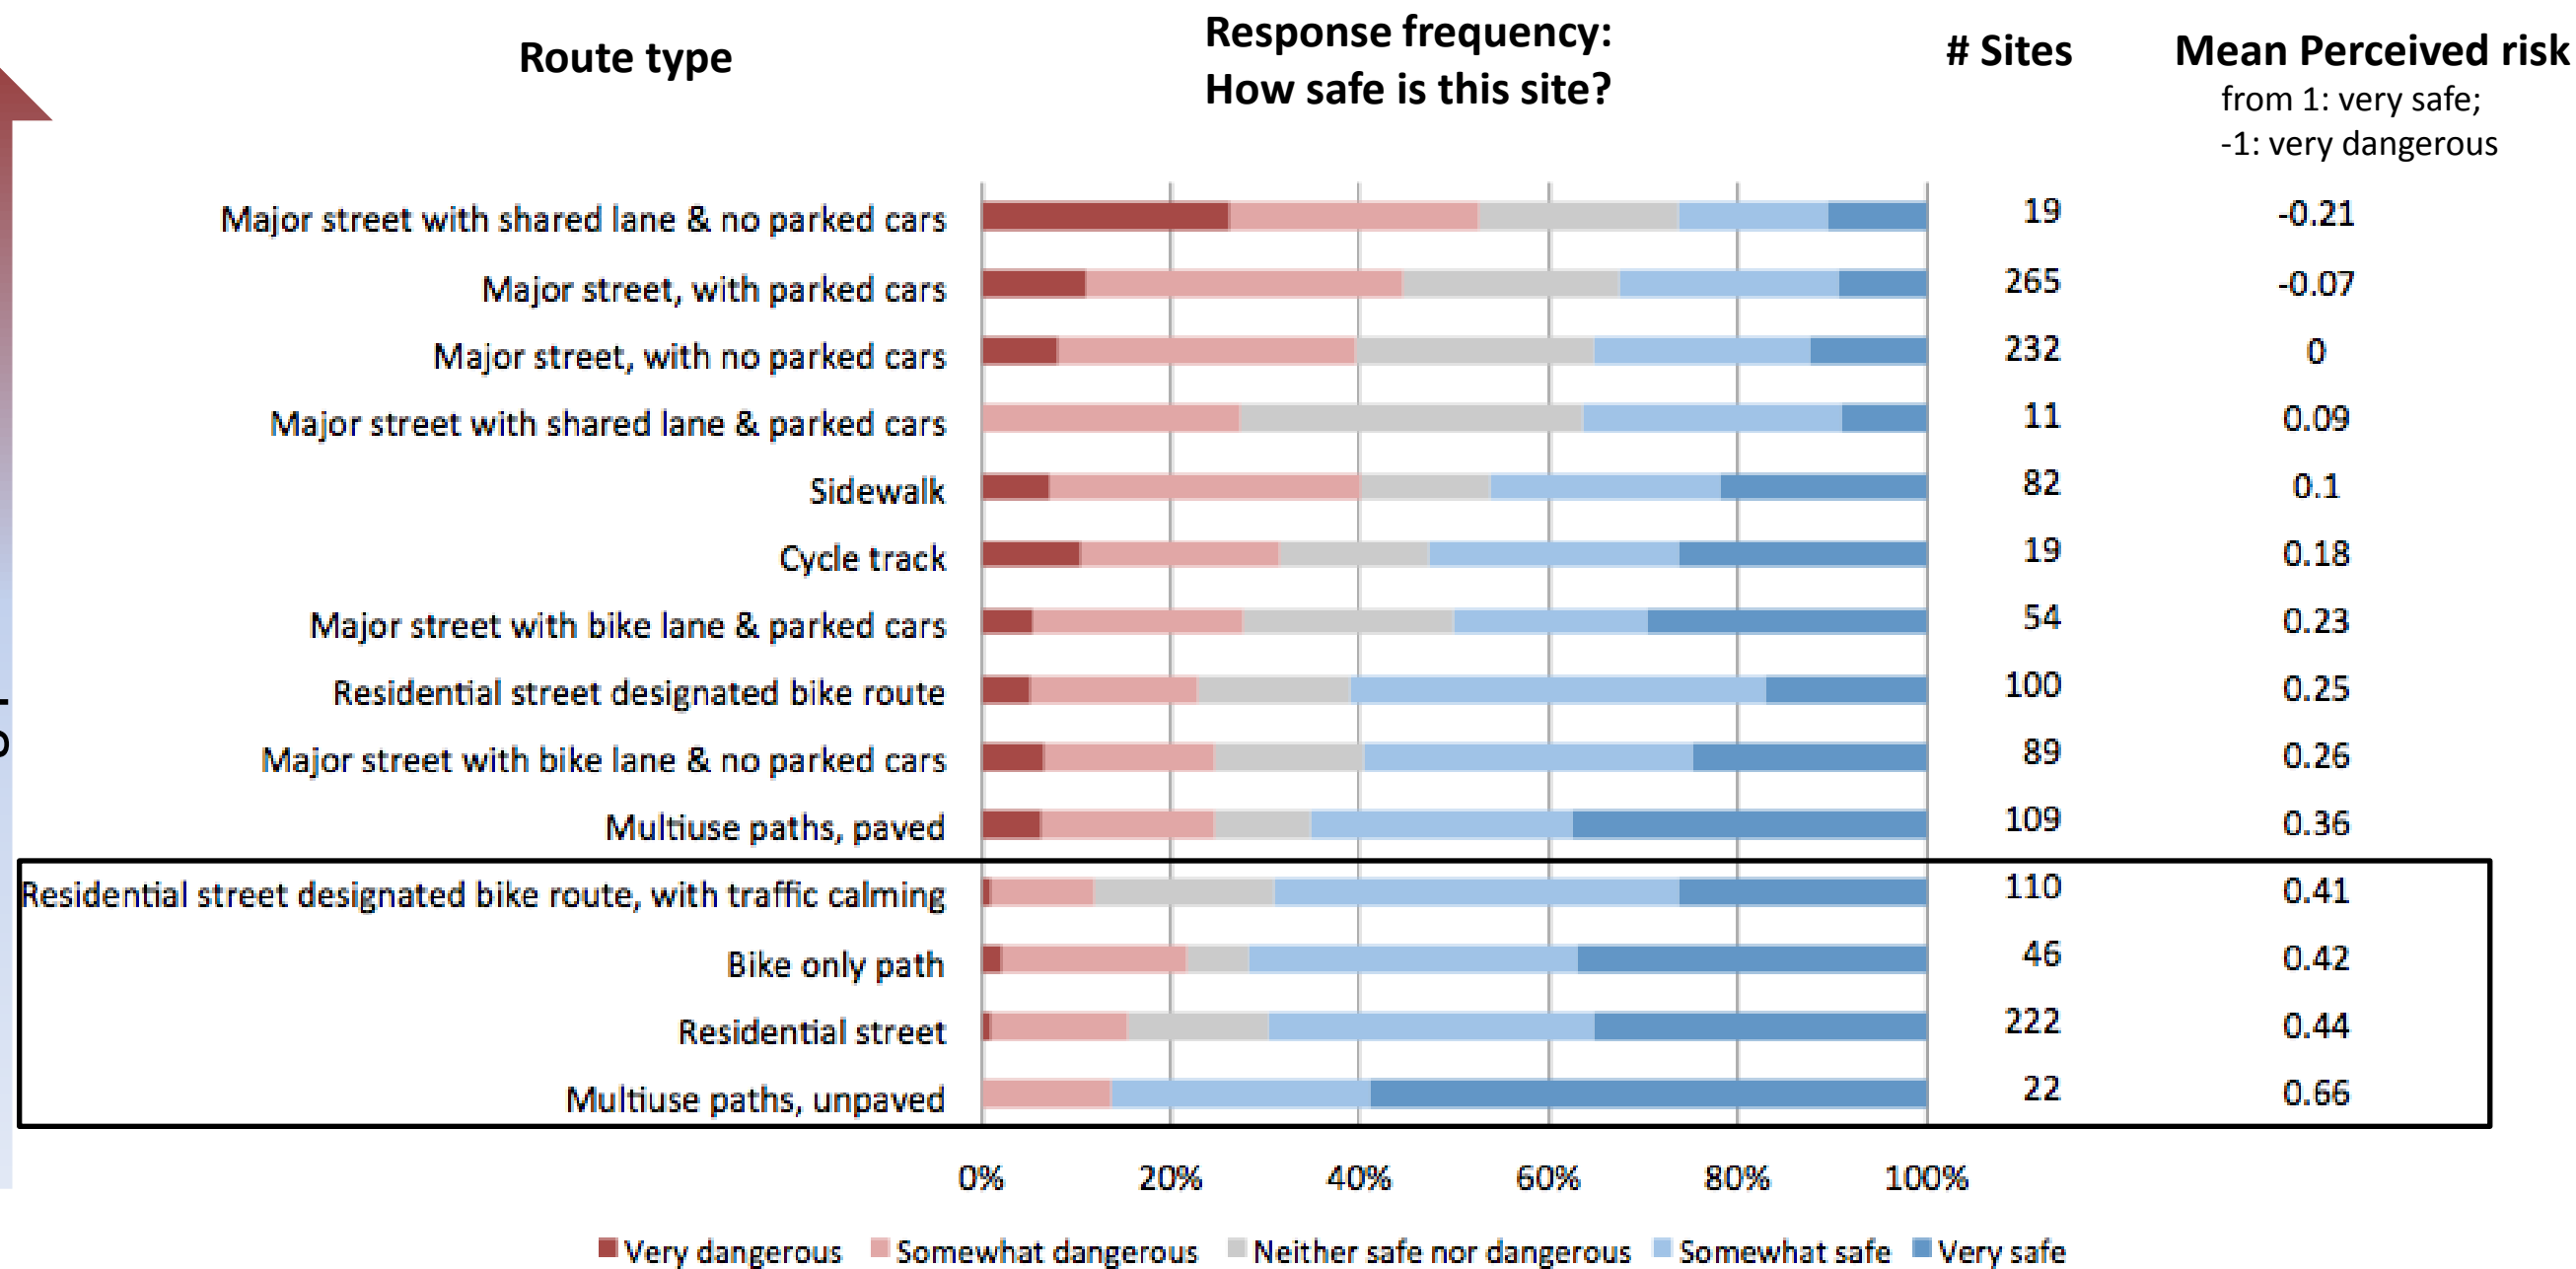 Route type
Response frequency:
How safe is this site?
# Sites
Mean Perceived risk
from 1: very safe;
-1: very dangerous
Major street with shared lane & no parked cars 19 -0.21
Major street, with parked cars 265 -0.07
Major street, with no parked cars 232 0
Major street with shared lane & parked cars 11 0.09
Sidewalk 82 0.1
Cycle track 19 0.18
Major street with bike lane & parked cars 54 0.23
Residential street designated bike route 100 0.25
Major street with bike lane & no parked cars 89 0.26
Multiuse paths, paved 109 0.36
Residential street designated bike route, with traffic calming 110 0.41
Bike only path 46 0.42
Residential street 222 0.44
Multiuse paths, unpaved 22 0.66
0% 20% 40% 60% 80% 100%
Very dangerous Somewhat dangerous Neither safe nor dangerous Somewhat safe Very safe